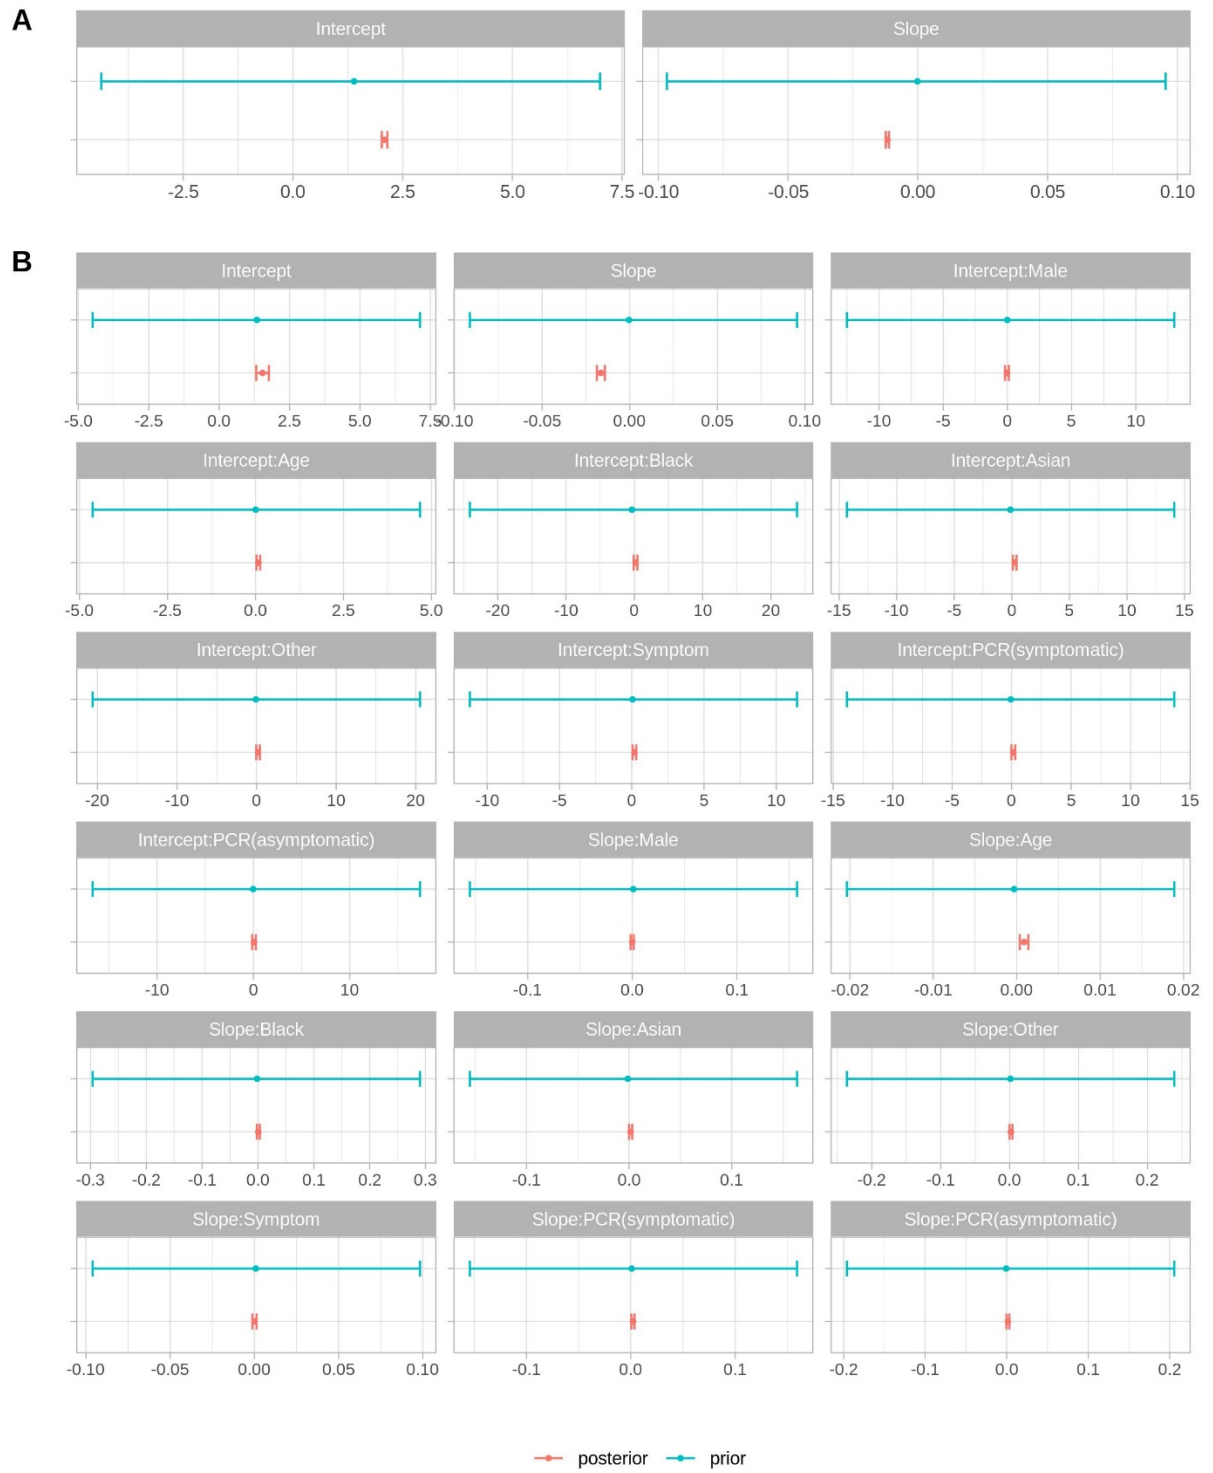 A
Intercept Slope
-2.5 0.0 2.5 5.0 7.5 -0.10 -0.05 0.00 0.05 0.10
B
Intercept Slope Intercept:Male
-5.0 -2.5 0.0 2.5 5.0 7.5 -0.10 -0.05 0.00 0.05 0.10 -10 -5 0 5 10
Intercept:Age Intercept:Black Intercept:Asian
-5.0 -2.5 0.0 2.5 5.0 -20 -10 0 10 20 -15 -10 -5 0 5 10 15
Intercept:Other Intercept:Symptom Intercept:PCR(symptomatic)
-20 -10 0 10 20 -10 -5 0 5 10 -15 -10 -5 0 5 10 15
Intercept:PCR(asymptomatic) Slope:Male Slope:Age
-10 0 10 -0.1 0.0 0.1 -0.02 -0.01 0.00 0.01 0.02
Slope:Black Slope:Asian Slope:Other
-0.3 -0.2 -0.1 0.0 0.1 0.2 0.3 -0.1 0.0 0.1 -0.2 -0.1 0.0 0.1 0.2
Slope:Symptom Slope:PCR(symptomatic) Slope:PCR(asymptomatic)
-0.10 -0.05 0.00 0.05 0.10 -0.1 0.0 0.1 -0.2 -0.1 0.0 0.1 0.2
posterior prior